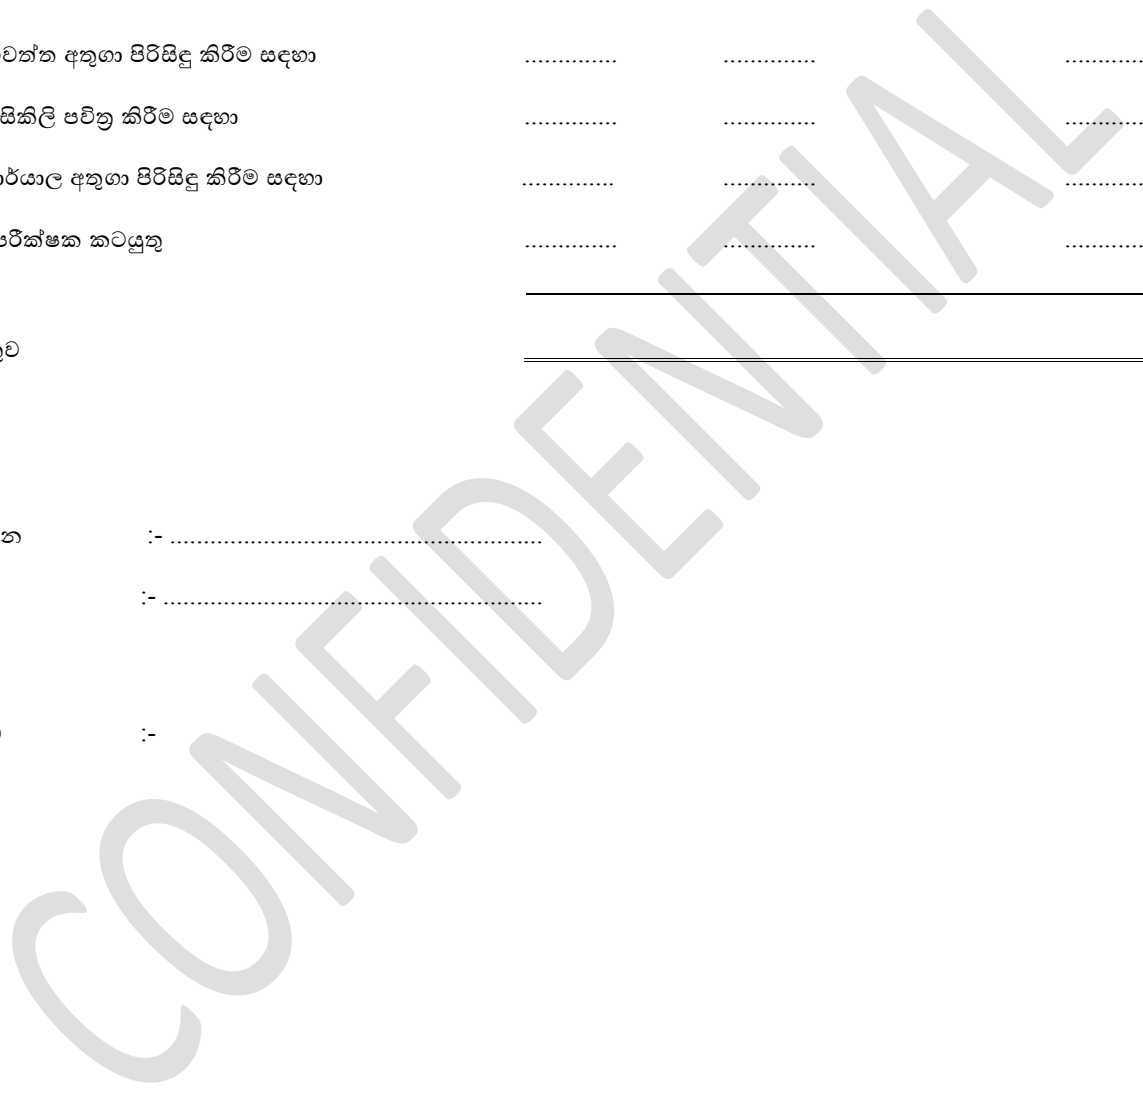 වත්ත අතුගා පිරිසිඳු කිරීම සඳහා .............. .............. ............
සිකිලි පවිත්‍ර කිරීම සඳහා .............. .............. ............
ර්යාල අතුගා පිරිසිඳු කිරීම සඳහා .............. .............. ............
පරීක්ෂක කටයුතු .............. .............. ............
ව
න :- ........................................................
:- .........................................................
:-
CONFIDENTIAL